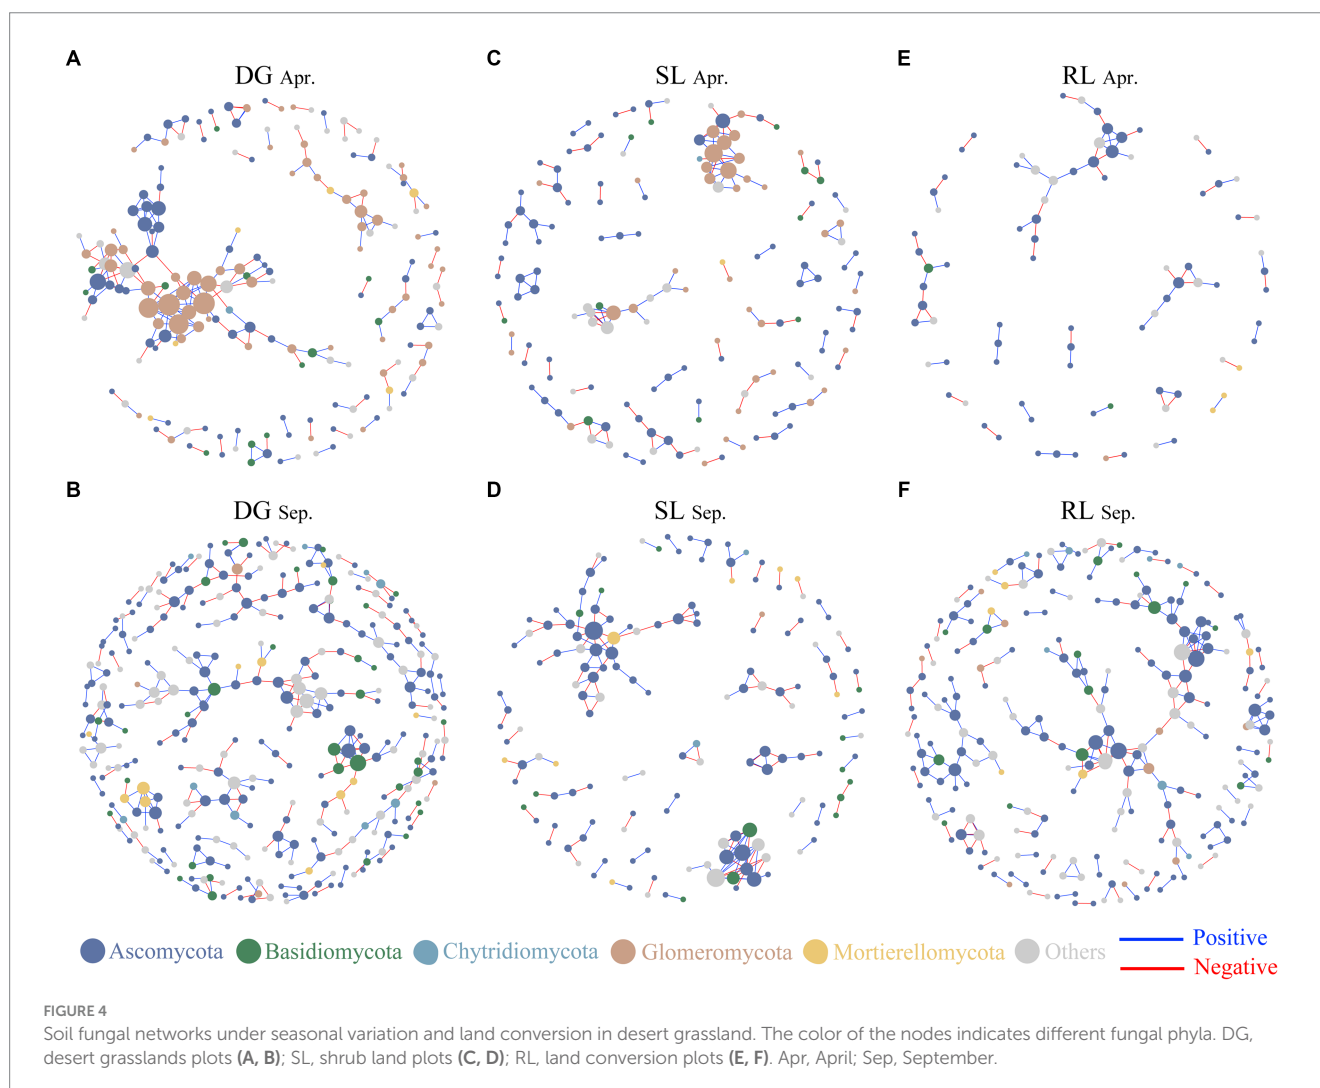 A
DG Apr.
C
SL Apr.
E
RL Apr.
B
DG Sep.
D
SL Sep.
F
RL Sep.
Ascomycota Basidiomycota Chytridiomycota Glomeromycota Mortierellomycota Others
Positive
Negative
FIGURE 4
Soil fungal networks under seasonal variation and land conversion in desert grassland. The color of the nodes indicates different fungal phyla. DG,
desert grasslands plots (A, B); SL, shrub land plots (C, D); RL, land conversion plots (E, F). Apr, April; Sep, September.